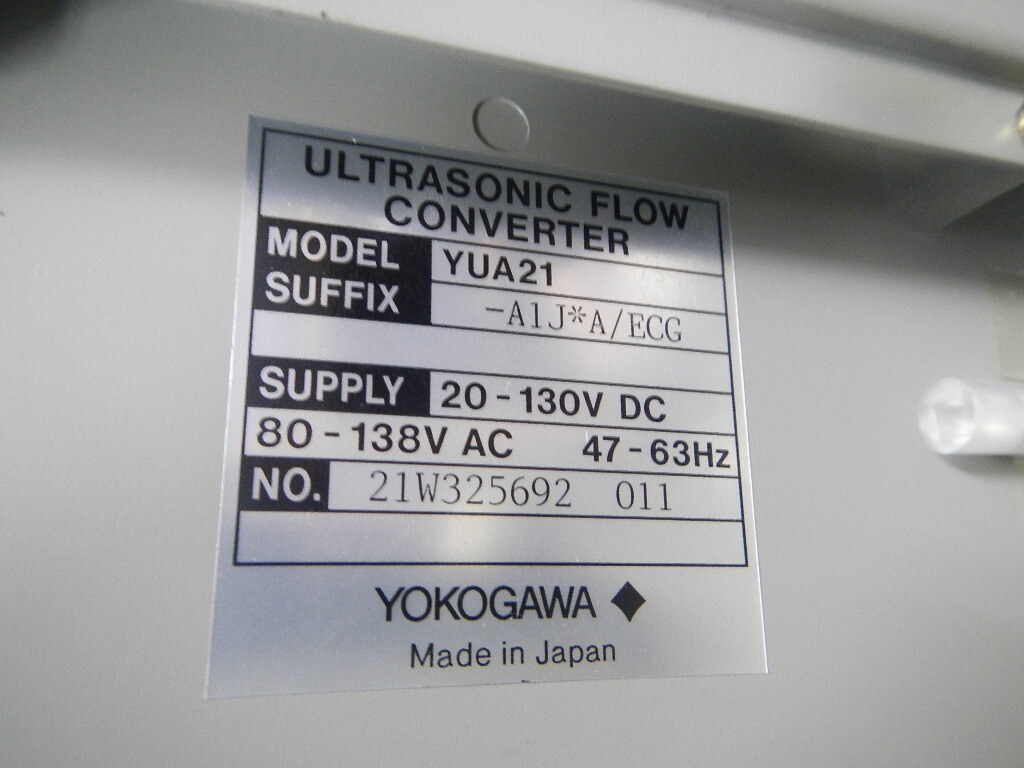 ULTRASONIC FLOW
CONVERTER
MODEL YUA21
SUFFIX -A1J*A/ECG
SUPPLY 20-130V DC
80-138V AC 47-63Hz
NO. 21W325692 011
YOKOGAWA
Made in Japan